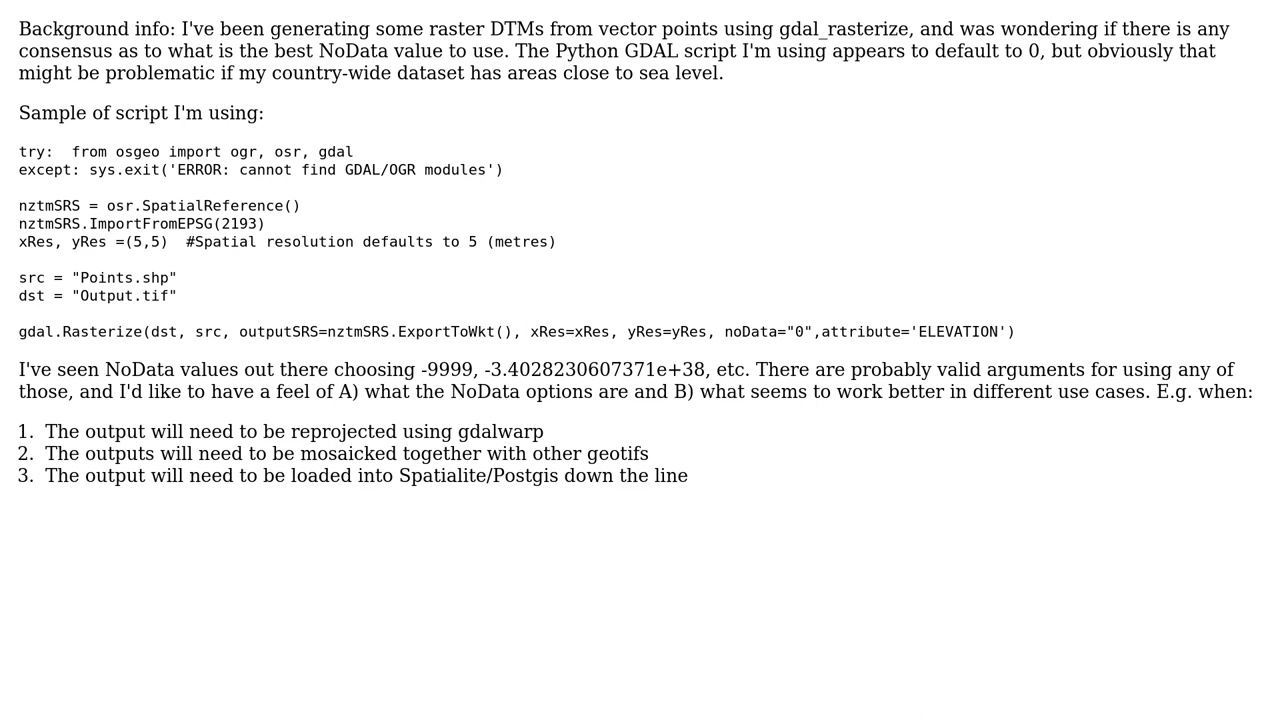 Background info: I've been generating some raster DTMs from vector points using gdal_rasterize, and was wondering if there is any
consensus as to what is the best NoData value to use. The Python GDAL script I'm using appears to default to 0, but obviously that
might be problematic if my country-wide dataset has areas close to sea level.
Sample of script I'm using:
try:  from osgeo import ogr, osr, gdal
except: sys.exit('ERROR: cannot find GDAL/OGR modules')
nztmSRS = osr.SpatialReference()
nztmSRS.ImportFromEPSG(2193)
xRes, yRes =(5,5)  #Spatial resolution defaults to 5 (metres)
src = "Points.shp"
dst = "Output.tif"
gdal.Rasterize(dst, src, outputSRS=nztmSRS.ExportToWkt(), xRes=xRes, yRes=yRes, noData="0",attribute='ELEVATION')
I've seen NoData values out there choosing -9999, -3.4028230607371e+38, etc. There are probably valid arguments for using any of
those, and I'd like to have a feel of A) what the NoData options are and B) what seems to work better in different use cases. E.g. when:
1. The output will need to be reprojected using gdalwarp
2. The outputs will need to be mosaicked together with other geotifs
3. The output will need to be loaded into Spatialite/Postgis down the line